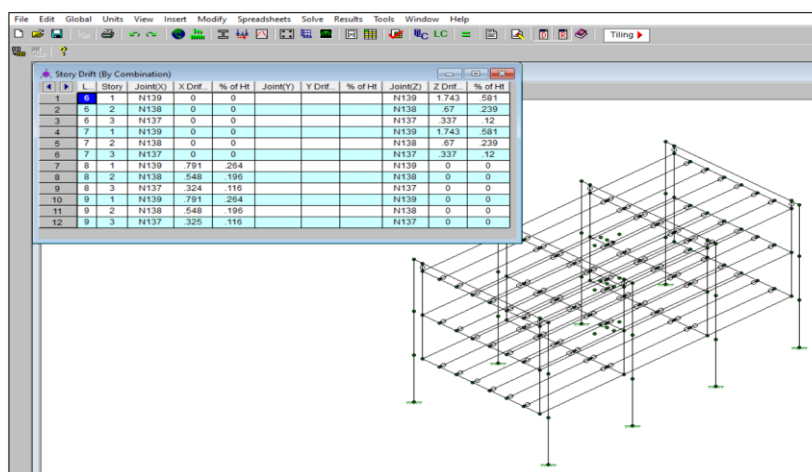 File Edit Global Units View Insert Modify Spreadsheets Solve Results Tools Window Help
LC Tiling
Story Drift (By Combination)
L... Story Joint(X) X Drif... % of Ht Joint(Y) Y Drif... % of Ht Joint(Z) Z Drif... % of Ht
1 6 1 N139 0 0 N139 1.743 .581
2 6 2 N138 0 0 N138 .67 .239
3 6 3 N137 0 0 N137 .337 .12
4 7 1 N139 0 0 N139 1.743 .581
5 7 2 N138 0 0 N138 .67 .239
6 7 3 N137 0 0 N137 .337 .12
7 8 1 N139 .791 .264 N139 0 0
8 8 2 N138 .548 .196 N138 0 0
9 8 3 N137 .324 .116 N137 0 0
10 9 1 N139 .791 .264 N139 0 0
11 9 2 N138 .548 .196 N138 0 0
12 9 3 N137 .325 .116 N137 0 0